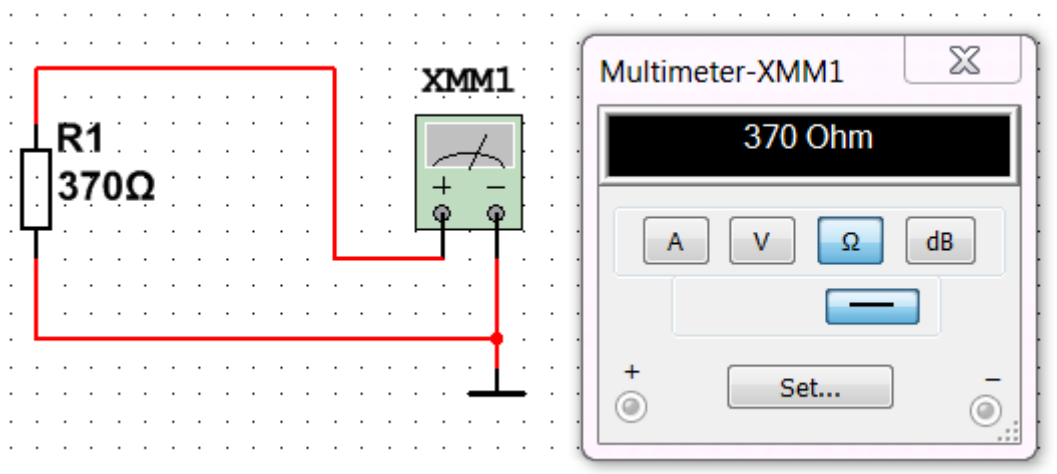 XMM1
R1
370Ω
+ −
Multimeter-XMM1
370 Ohm
A V Ω dB
+ Set... −